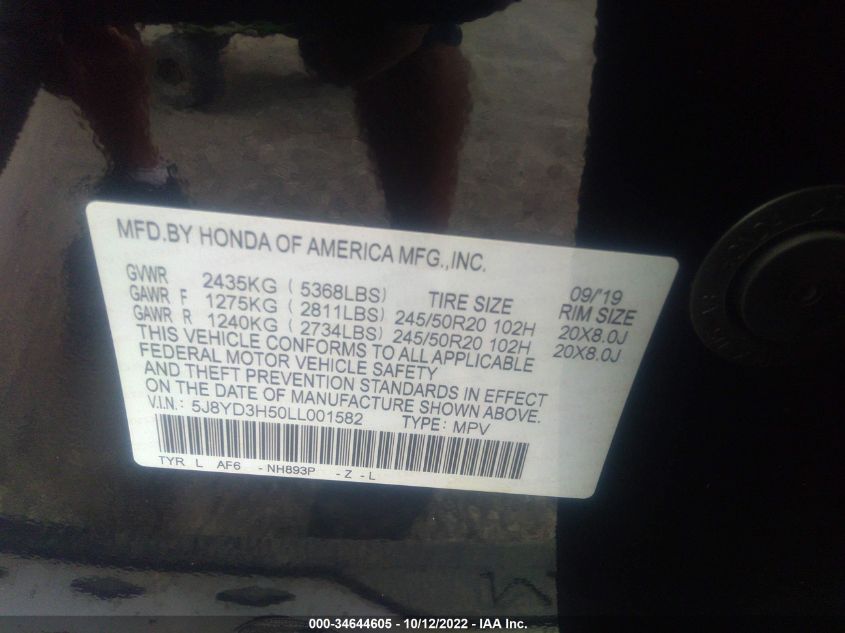 MFD.BY HONDA OF AMERICA MFG.,INC.
09/'19
GVWR 2435KG ( 5368LBS) TIRE SIZE RIM SIZE
GAWR F 1275KG ( 2811LBS) 245/50R20 102H 20X8.0J
GAWR R 1240KG ( 2734LBS) 245/50R20 102H 20X8.0J
THIS VEHICLE CONFORMS TO ALL APPLICABLE
FEDERAL MOTOR VEHICLE SAFETY
AND THEFT PREVENTION STANDARDS IN EFFECT
ON THE DATE OF MANUFACTURE SHOWN ABOVE.
V.I.N.: 5J8YD3H50LL001582 TYPE: MPV
TYR L AF6 - NH893P - Z - L
000-34644605 - 10/12/2022 - IAA Inc.